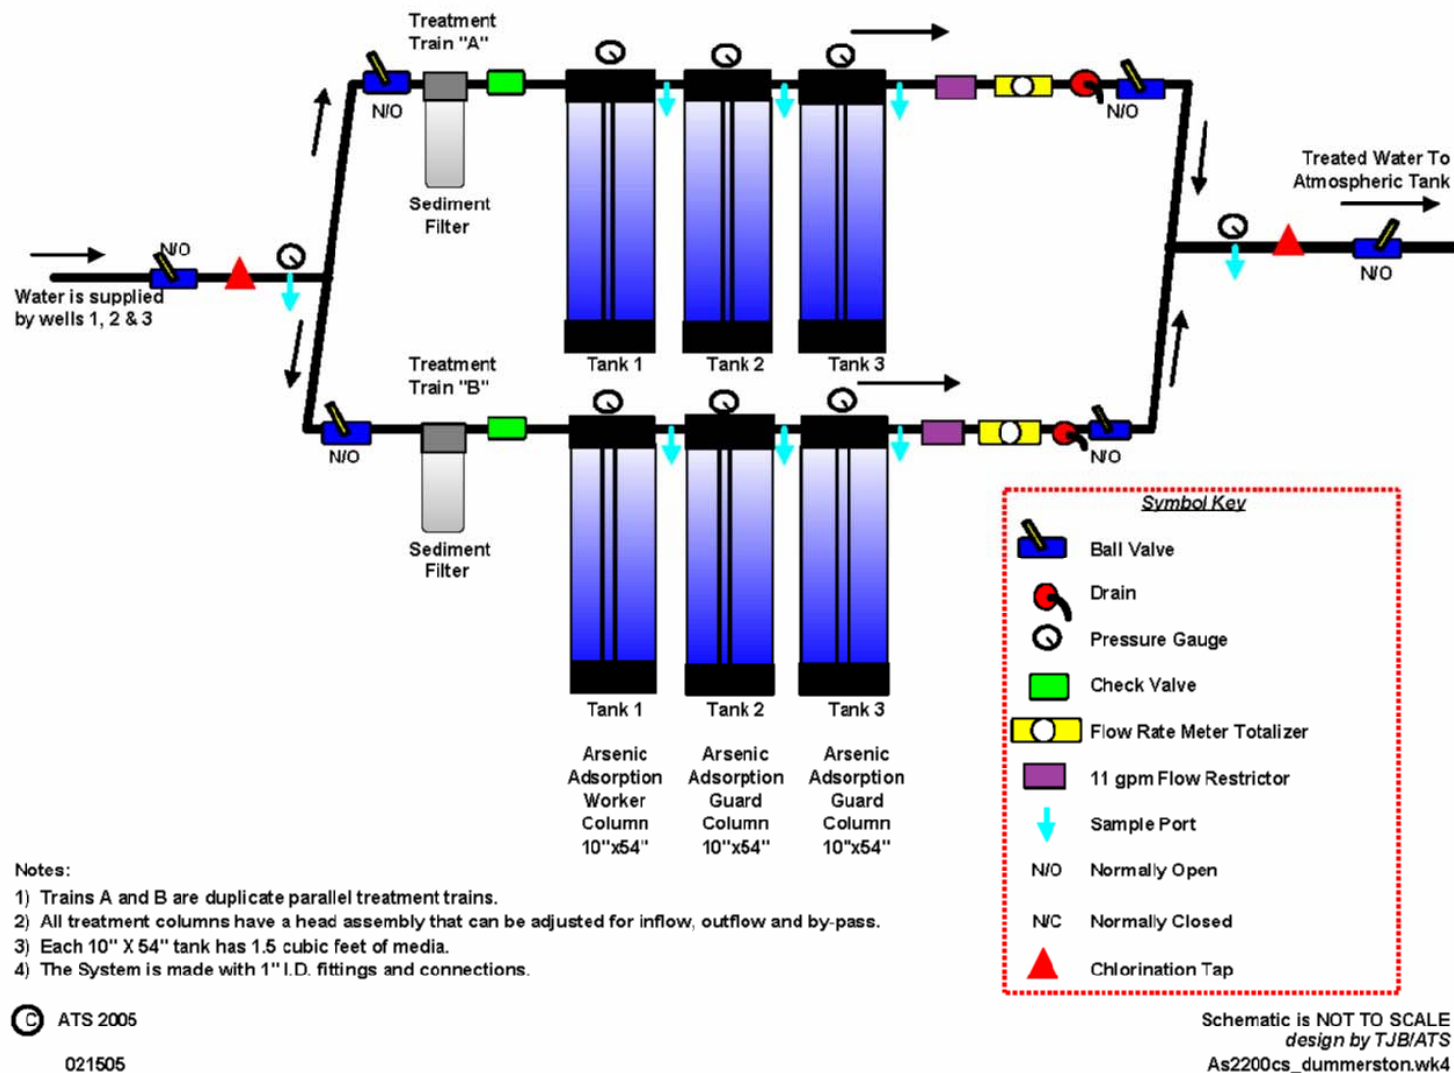 Treatment
Train "A"
N/O
Sediment
Filter
N/O
Treated Water To
Atmospheric Tank
N/O
N/O
Water is supplied
by wells 1, 2 & 3
Tank 1
Tank 2
Tank 3
Treatment
Train "B"
N/O
Sediment
Filter
N/O
Tank 1
Tank 2
Tank 3
Arsenic
Adsorption
Worker
Column
10"x54"
Arsenic
Adsorption
Guard
Column
10"x54"
Arsenic
Adsorption
Guard
Column
10"x54"
Symbol Key
Ball Valve
Drain
Pressure Gauge
Check Valve
Flow Rate Meter Totalizer
11 gpm Flow Restrictor
Sample Port
N/O Normally Open
N/C Normally Closed
Chlorination Tap
Notes:
1) Trains A and B are duplicate parallel treatment trains.
2) All treatment columns have a head assembly that can be adjusted for inflow, outflow and by-pass.
3) Each 10" X 54" tank has 1.5 cubic feet of media.
4) The System is made with 1" I.D. fittings and connections.
C ATS 2005
021505
Schematic is NOT TO SCALE
design by TJB/ATS
As2200cs_dummerston.wk4